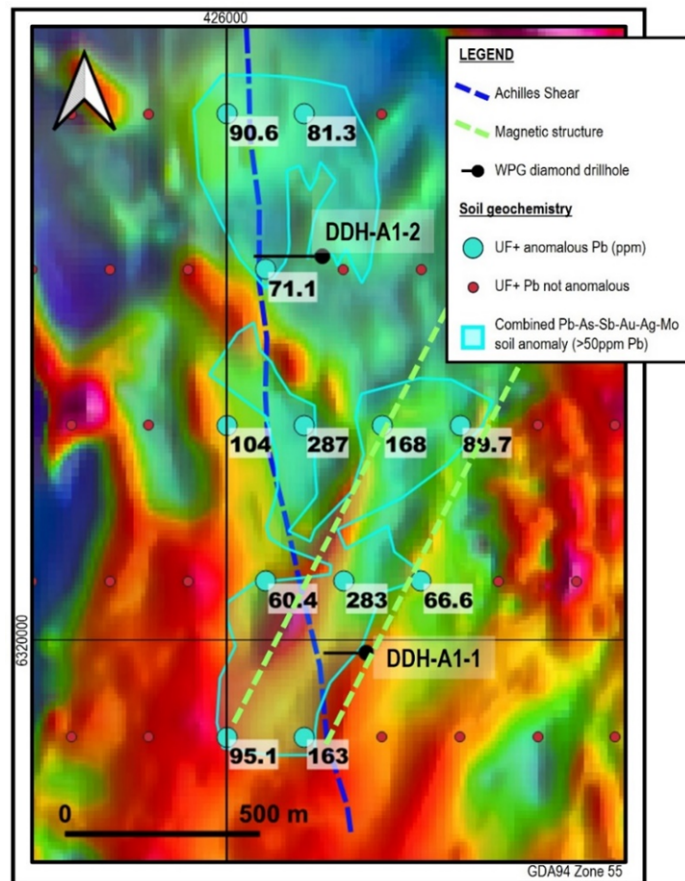 426000
LEGEND
Achilles Shear
Magnetic structure
WPG diamond drillhole
Soil geochemistry
UF+ anomalous Pb (ppm)
UF+ Pb not anomalous
Combined Pb-As-Sb-Au-Ag-Mo
soil anomaly (>50ppm Pb)
90.6
81.3
DDH-A1-2
71.1
104
287
168
89.7
60.4
283
66.6
6320000
DDH-A1-1
95.1
163
0
500 m
GDA94 Zone 55